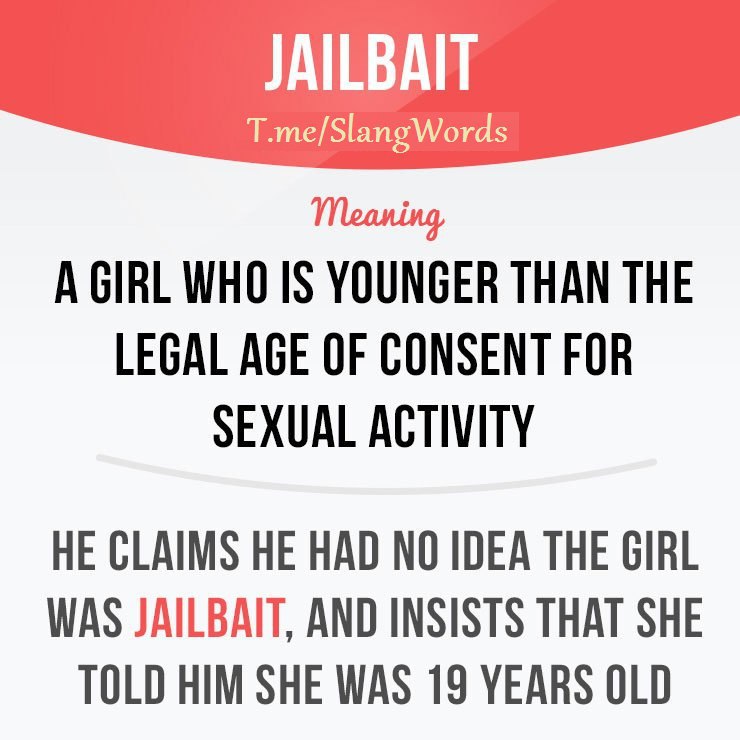 JAILBAIT
T.me/SlangWords
Meaning
A GIRL WHO IS YOUNGER THAN THE
LEGAL AGE OF CONSENT FOR
SEXUAL ACTIVITY
HE CLAIMS HE HAD NO IDEA THE GIRL
WAS JAILBAIT, AND INSISTS THAT SHE
TOLD HIM SHE WAS 19 YEARS OLD